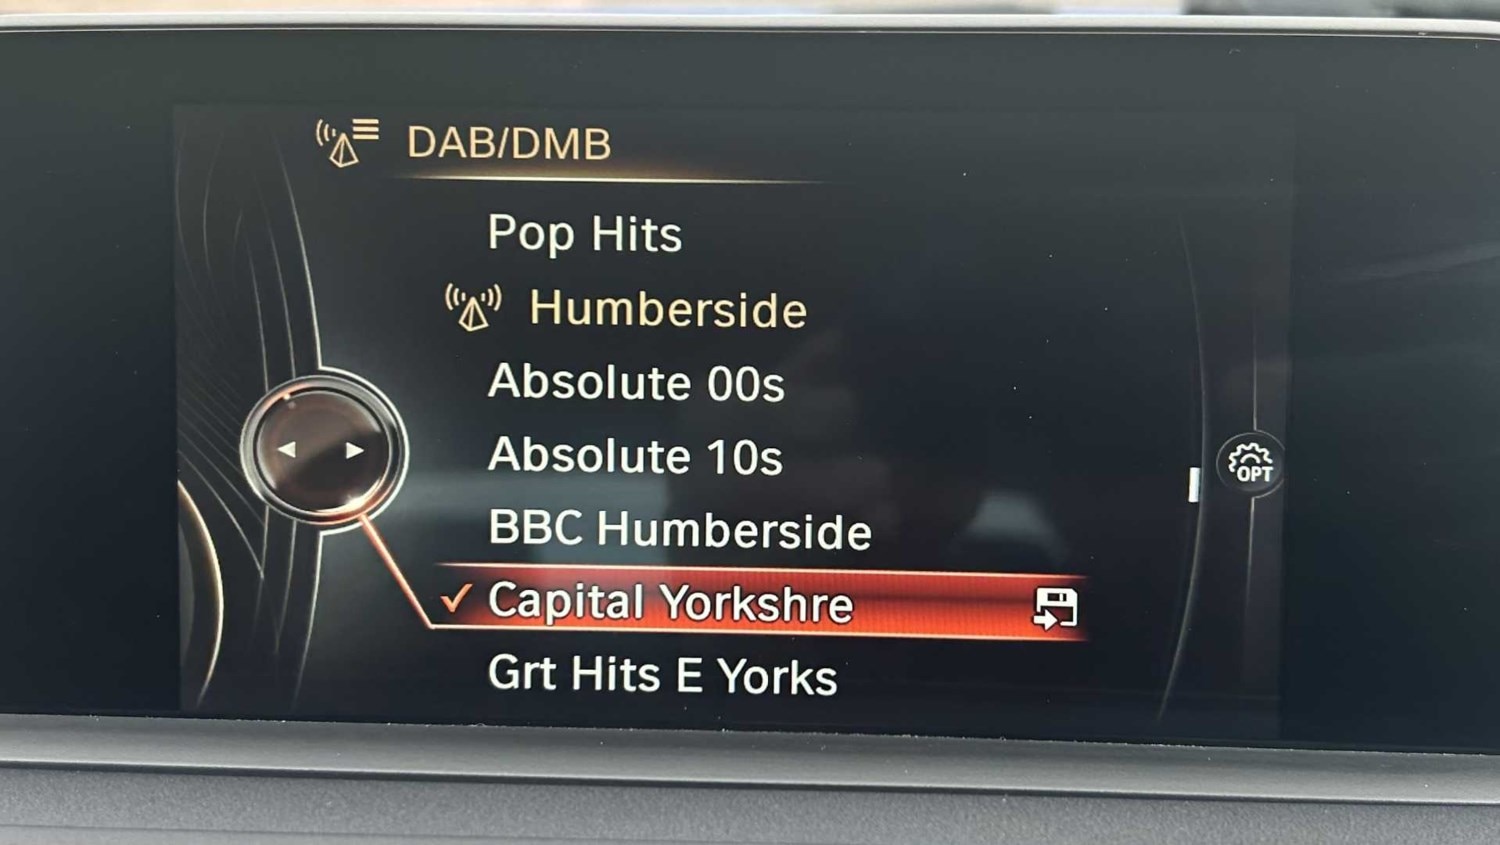 DAB/DMB
Pop Hits
Humberside
Absolute 00s
Absolute 10s
BBC Humberside
OPT
Capital Yorkshre
Grt Hits E Yorks